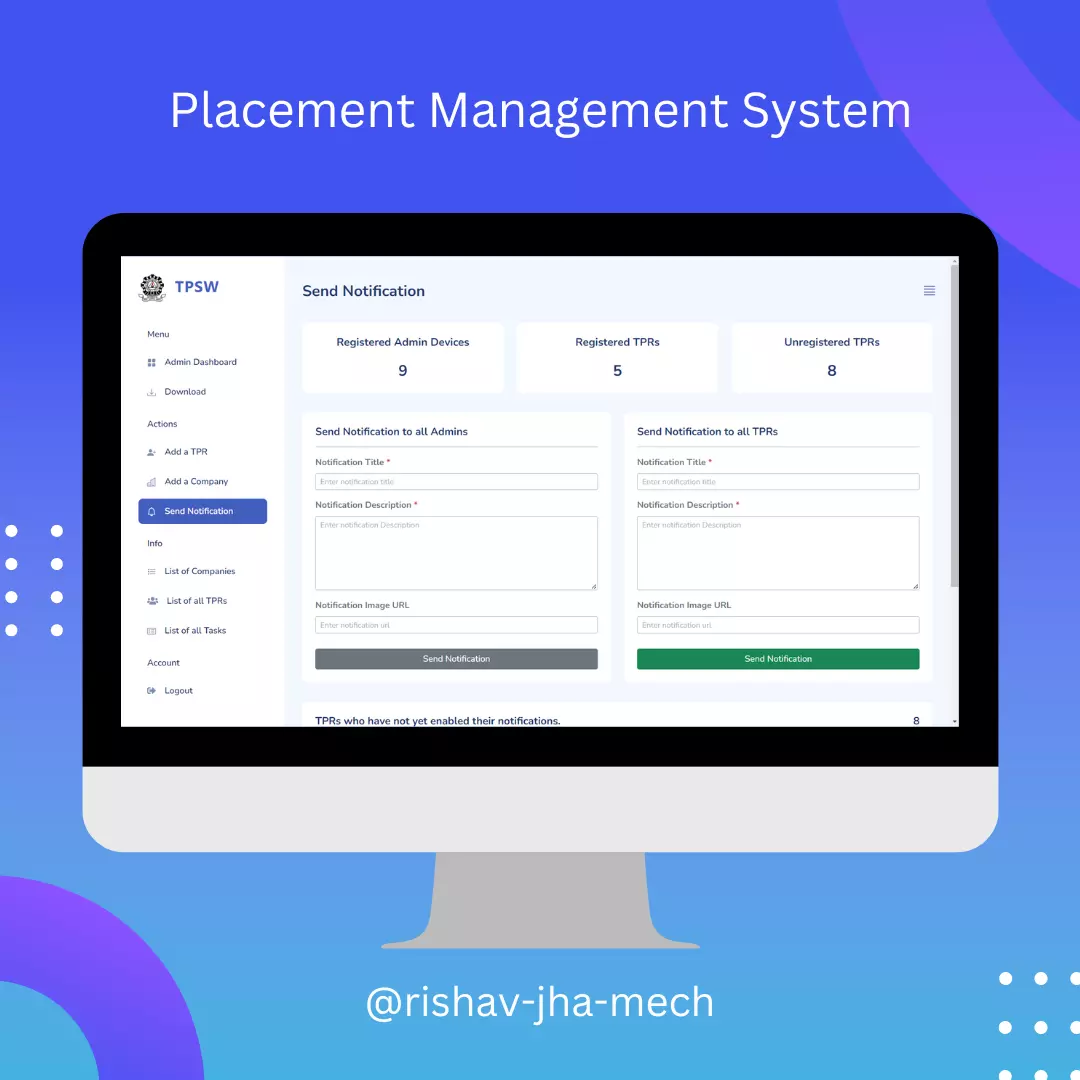 Placement Management System
TPSW
Menu
Admin Dashboard
Download
Actions
Add a TPR
Add a Company
Send Notification
Info
List of Companies
List of all TPRs
List of all Tasks
Account
Logout
Send Notification
Registered Admin Devices
9
Registered TPRs
5
Unregistered TPRs
8
Send Notification to all Admins
Notification Title *
Enter notification title
Notification Description *
Enter notification Description
Notification Image URL
Enter notification url
Send Notification
Send Notification to all TPRs
Notification Title *
Enter notification title
Notification Description *
Enter notification Description
Notification Image URL
Enter notification url
Send Notification
TPRs who have not yet enabled their notifications. 8
@rishav-jha-mech